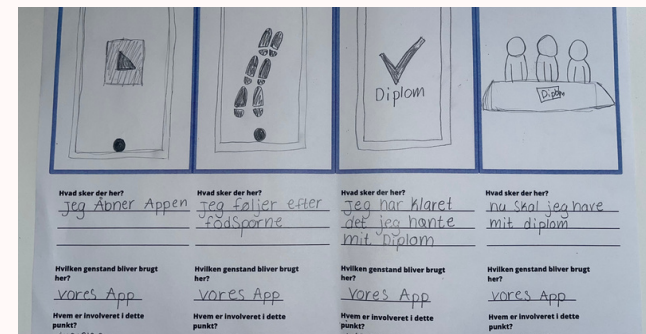 Diplom
Diplom
Hvad sker der her?
Jeg Åbner Appen
Hvilken genstand bliver brugt
her?
vores App
Hvem er involveret i dette
punkt?
Hvad sker der her?
Jeg føljer efter
fodSporne
Hvilken genstand bliver brugt
her?
vores App
Hvem er involveret i dette
punkt?
Hvad sker der her?
Jeg har klaret
det jeg hante
mit Diplom
Hvilken genstand bliver brugt
her?
vores App
Hvem er involveret i dette
punkt?
Hvad sker der her?
nu skal jeg have
mit diplom
Hvilken genstand bliver brugt
her?
vores App
Hvem er involveret i dette
punkt?